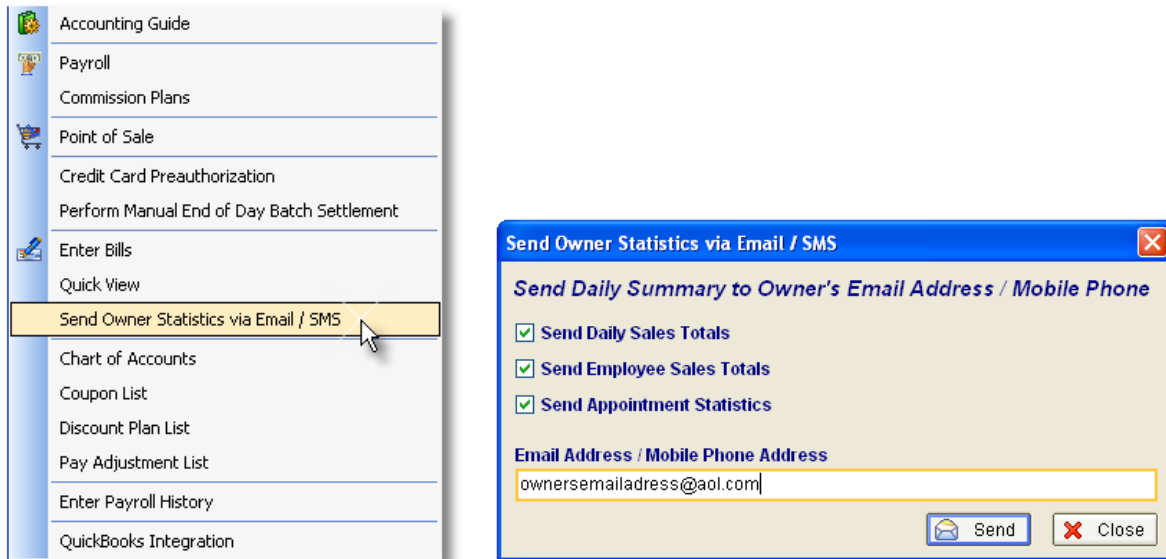 Accounting Guide
Payroll
Commission Plans
Point of Sale
Credit Card Preauthorization
Perform Manual End of Day Batch Settlement
Enter Bills
Quick View
Send Owner Statistics via Email / SMS
Chart of Accounts
Coupon List
Discount Plan List
Pay Adjustment List
Enter Payroll History
QuickBooks Integration
Send Owner Statistics via Email / SMS
Send Daily Summary to Owner's Email Address / Mobile Phone
Send Daily Sales Totals
Send Employee Sales Totals
Send Appointment Statistics
Email Address / Mobile Phone Address
ownersemailadress@aol.com
Send Close